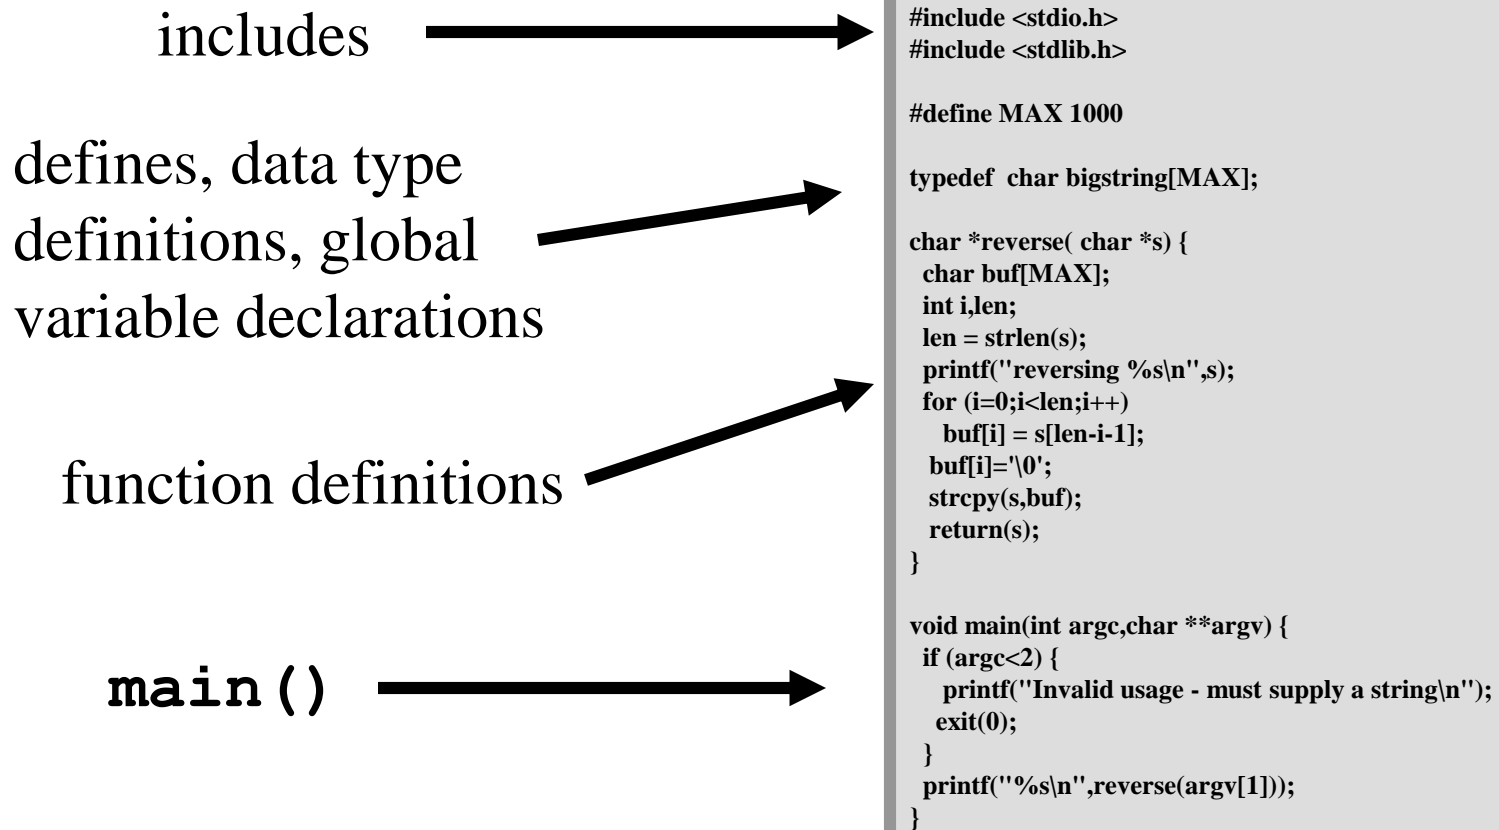 includes
defines, data type
definitions, global
variable declarations
function definitions
main()
#include <stdio.h>
#include <stdlib.h>
#define MAX 1000
typedef  char bigstring[MAX];
char *reverse( char *s) {
  char buf[MAX];
  int i,len;
  len = strlen(s);
  printf("reversing %s\n",s);
  for (i=0;i<len;i++)
     buf[i] = s[len-i-1];
   buf[i]='\0';
   strcpy(s,buf);
   return(s);
}
void main(int argc,char **argv) {
  if (argc<2) {
     printf("Invalid usage - must supply a string\n");
    exit(0);
  }
  printf("%s\n",reverse(argv[1]));
}